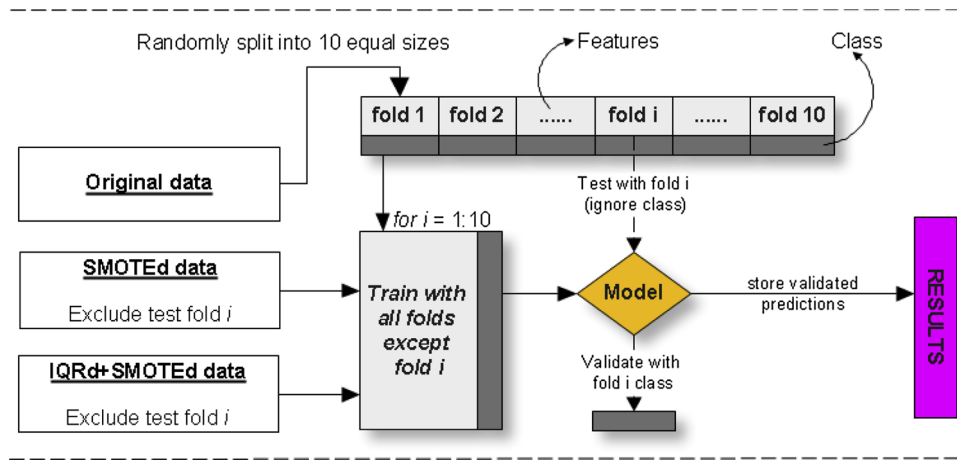 Randomly split into 10 equal sizes
Features
Class
fold 1
fold 2
......
fold i
......
fold 10
Original data
Test with fold i
(ignore class)
for i = 1:10
SMOTEd data
Exclude test fold i
Train with
all folds
except
fold i
Model
store validated
predictions
RESULTS
IQRd+SMOTEd data
Exclude test fold i
Validate with
fold i class